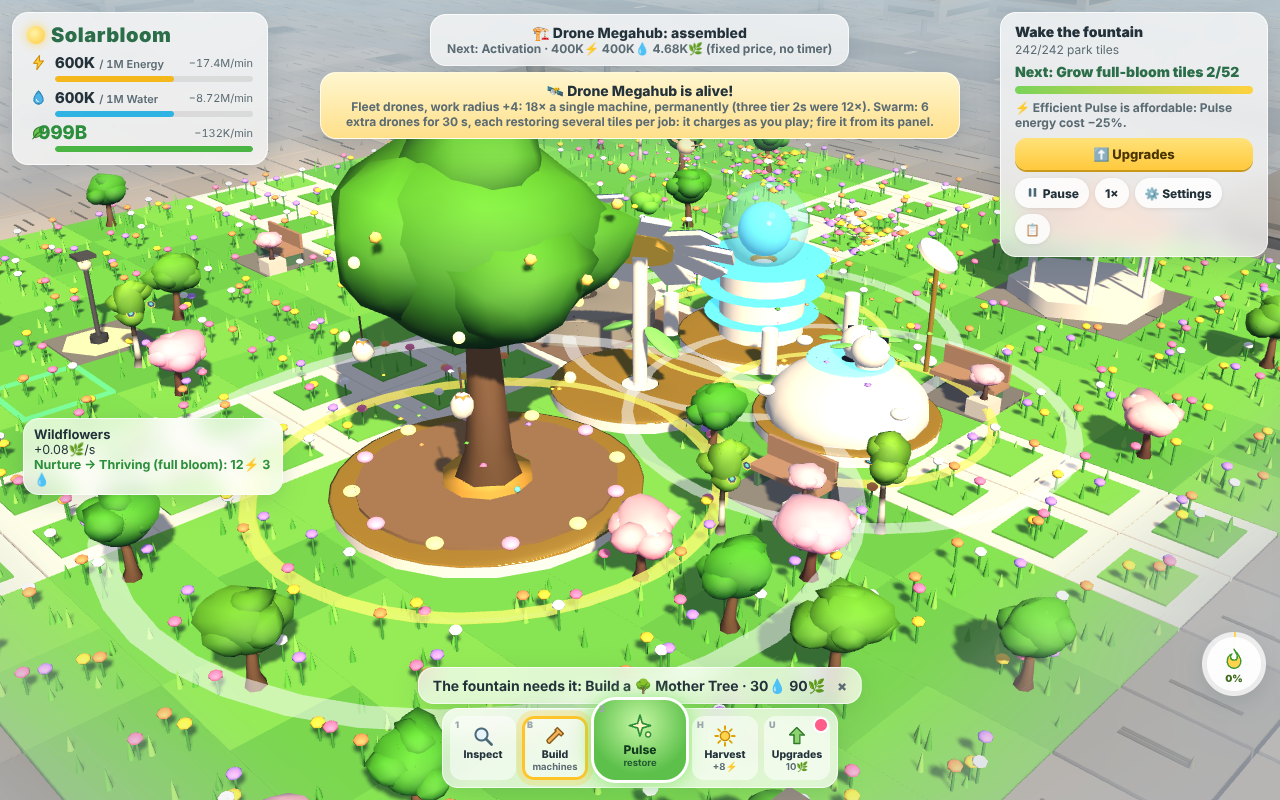 Solarbloom
600K / 1M Energy −17.4M/min
600K / 1M Water −8.72M/min
999B −132K/min
🏗️ Drone Megahub: assembled
Next: Activation · 400K⚡ 400K💧 4.68K🌿 (fixed price, no timer)
🛰️ Drone Megahub is alive!
Fleet drones, work radius +4: 18× a single machine, permanently (three tier 2s were 12×). Swarm: 6
extra drones for 30 s, each restoring several tiles per job: it charges as you play; fire it from its panel.
Wake the fountain
242/242 park tiles
Next: Grow full-bloom tiles 2/52
⚡ Efficient Pulse is affordable: Pulse
energy cost −25%.
⬆️ Upgrades
⏸ Pause 1× ⚙️ Settings
📋
Wildflowers
+0.08🌿/s
Nurture → Thriving (full bloom): 12⚡ 3
💧
0%
The fountain needs it: Build a 🌳 Mother Tree · 30💧 90🌿 ✖
1 B H U
Inspect Build Pulse Harvest Upgrades
machines restore +8⚡ 10🌿